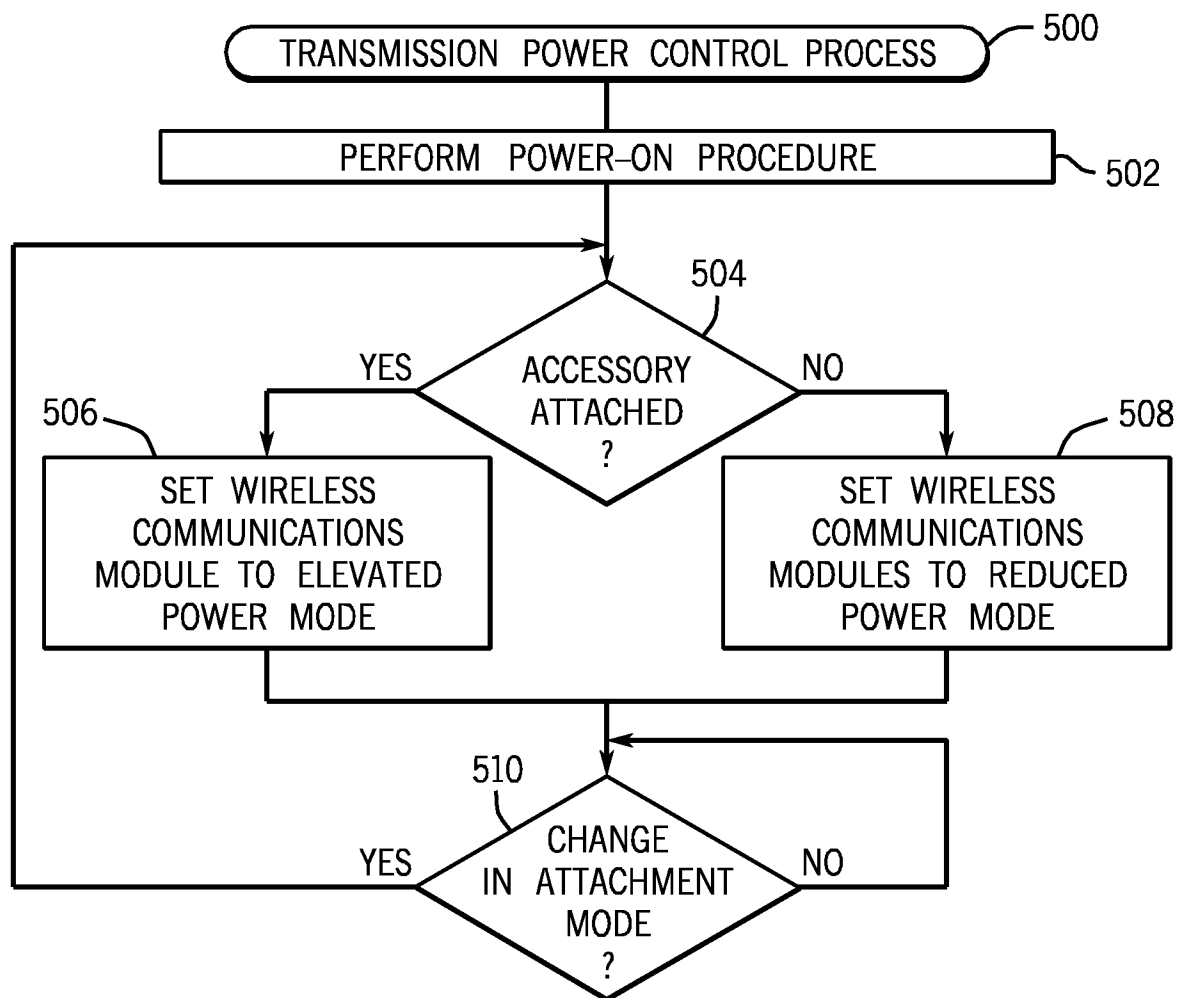 TRANSMISSION POWER CONTROL PROCESS
500
PERFORM POWER–ON PROCEDURE
502
504
YES
ACCESSORY
ATTACHED
?
NO
506
SET WIRELESS
COMMUNICATIONS
MODULE TO ELEVATED
POWER MODE
508
SET WIRELESS
COMMUNICATIONS
MODULES TO REDUCED
POWER MODE
510
YES
CHANGE
IN ATTACHMENT
MODE
?
NO